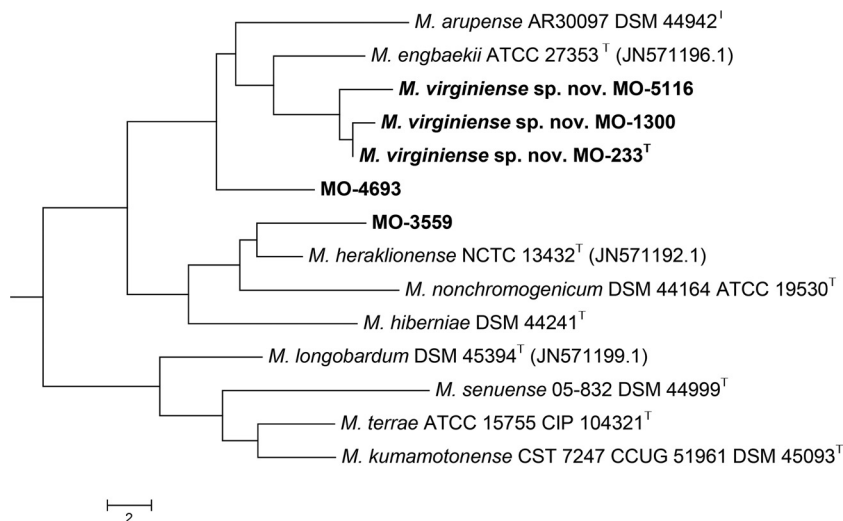 M. arupense AR30097 DSM 44942T
M. engbaekii ATCC 27353 T (JN571196.1)
M. virginiense sp. nov. MO-5116
M. virginiense sp. nov. MO-1300
M. virginiense sp. nov. MO-233T
MO-4693
MO-3559
M. heraklionense NCTC 13432T (JN571192.1)
M. nonchromogenicum DSM 44164 ATCC 19530T
M. hiberniae DSM 44241T
M. longobardum DSM 45394T (JN571199.1)
M. senuense 05-832 DSM 44999T
M. terrae ATCC 15755 CIP 104321T
M. kumamotonense CST 7247 CCUG 51961 DSM 45093T
2